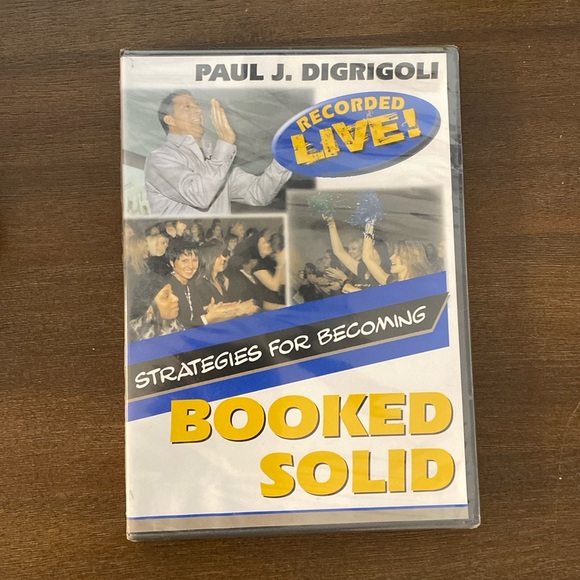 PAUL J. DIGRIGOLI
RECORDED
LIVE!
STRATEGIES FOR BECOMING
BOOKED
SOLID